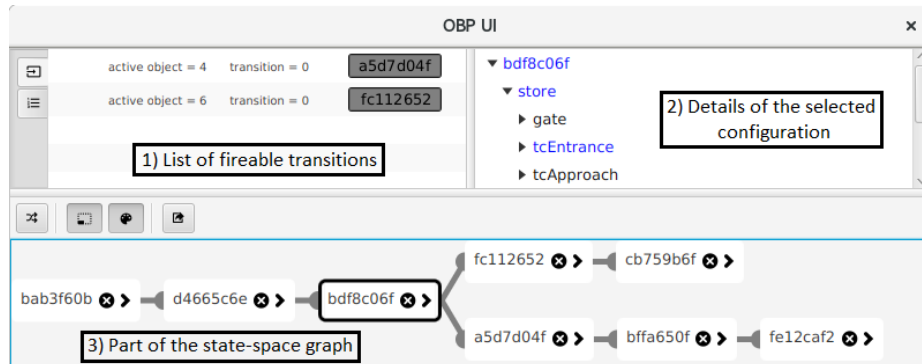 OBP UI
active object = 4 transition = 0 a5d7d04f
active object = 6 transition = 0 fc112652
1) List of fireable transitions
bdf8c06f
store
gate
tcEntrance
tcApproach
2) Details of the selected
configuration
fc112652 cb759b6f
bab3f60b d4665c6e bdf8c06f
a5d7d04f bffa650f fe12caf2
3) Part of the state-space graph